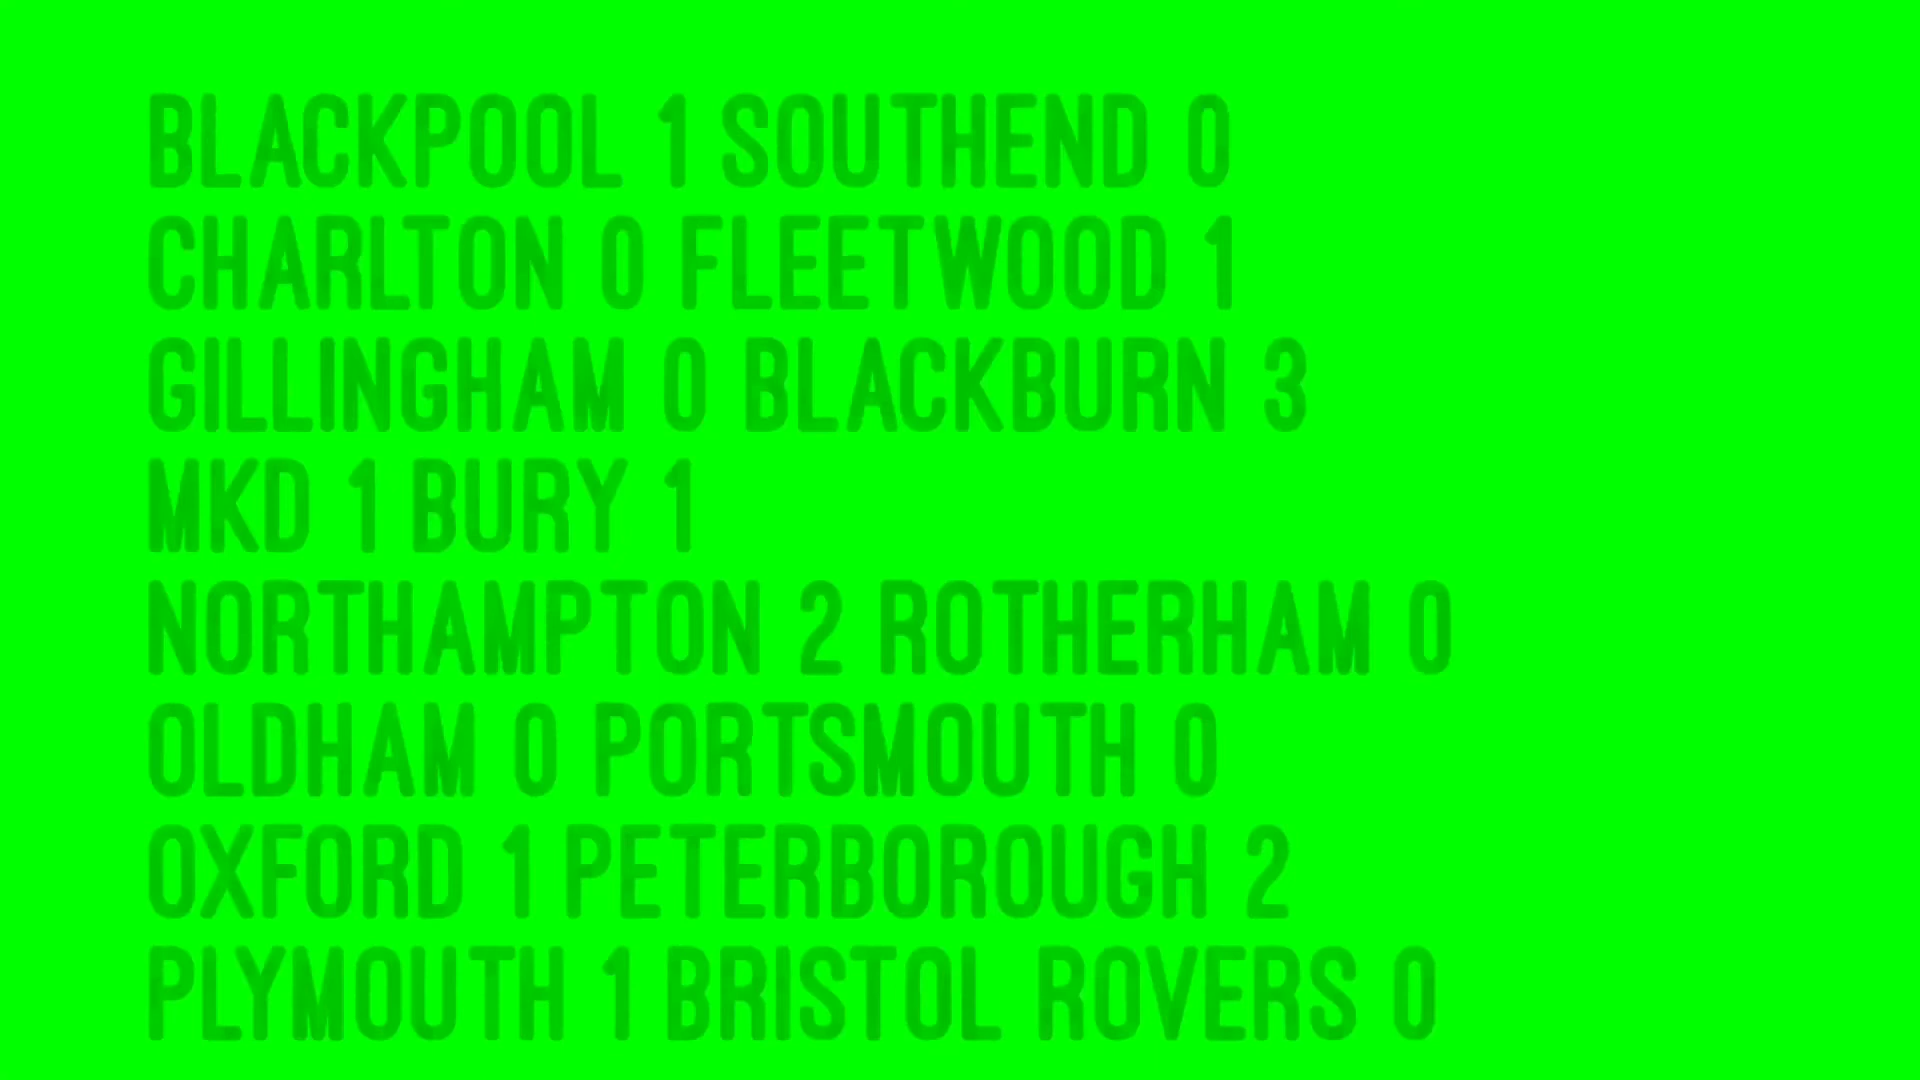 BLACKPOOL 1 SOUTHEND 0
CHARLTON 0 FLEETWOOD 1
GILLINGHAM 0 BLACKBURN 3
MKD 1 BURY 1
NORTHAMPTON 2 ROTHERHAM 0
OLDHAM 0 PORTSMOUTH 0
OXFORD 1 PETERBOROUGH 2
PLYMOUTH 1 BRISTOL ROVERS 0